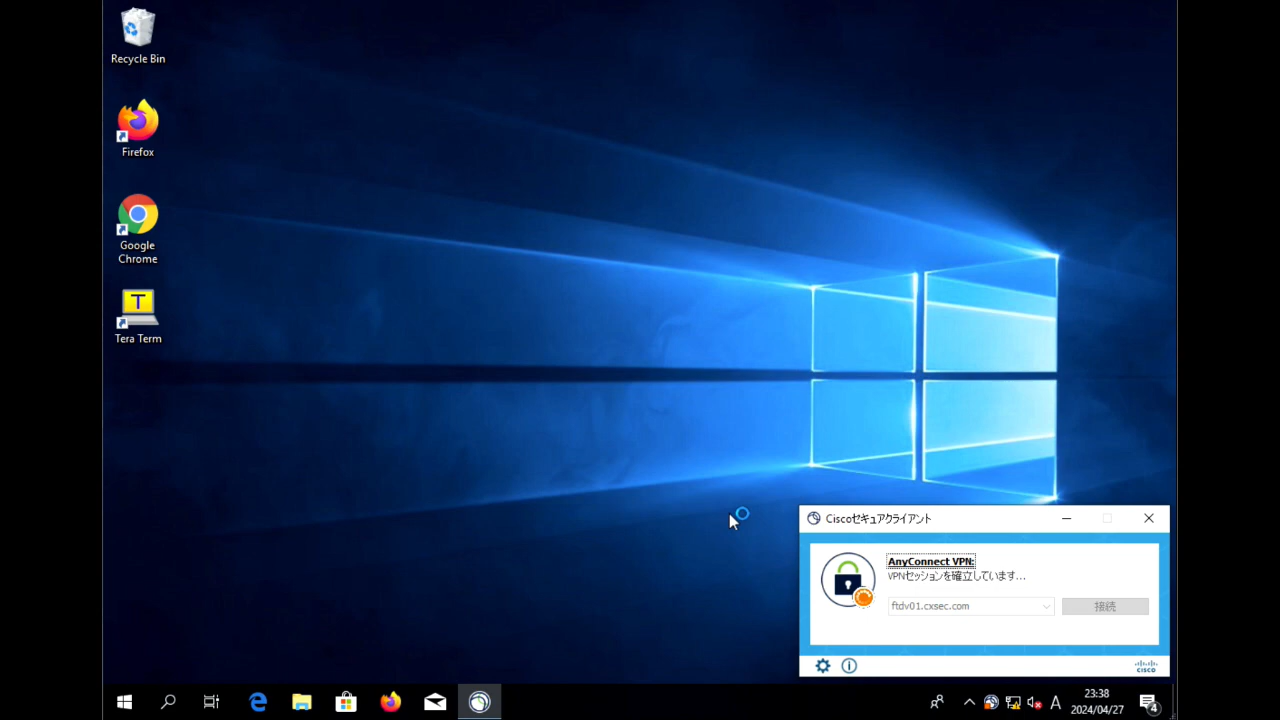 Recycle Bin
Firefox
Google
Chrome
T
Tera Term
Ciscoセキュアクライアント
AnyConnect VPN:
VPNセッションを確立しています...
ftdv01.cxsec.com
接続
cisco
A
23:38
2024/04/27
4